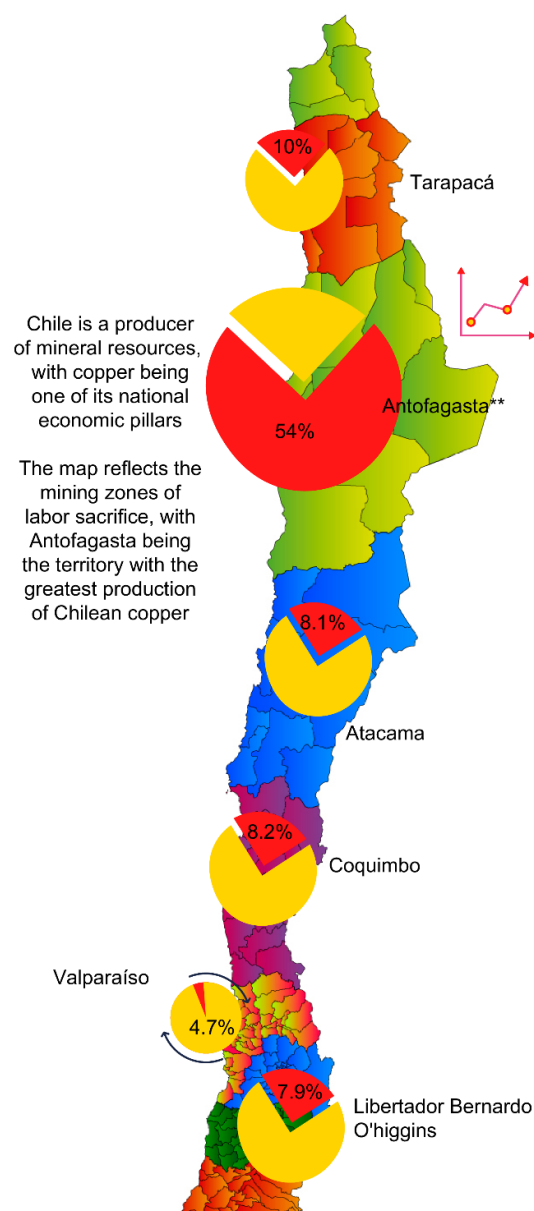 10%
Tarapacá
Chile is a producer
of mineral resources,
with copper being
one of its national
economic pillars
The map reflects the
mining zones of
labor sacrifice, with
Antofagasta being
the territory with the
greatest production
of Chilean copper
Antofagasta**
54%
8.1%
Atacama
8.2%
Coquimbo
Valparaíso
4.7%
7.9%
Libertador Bernardo
O'higgins